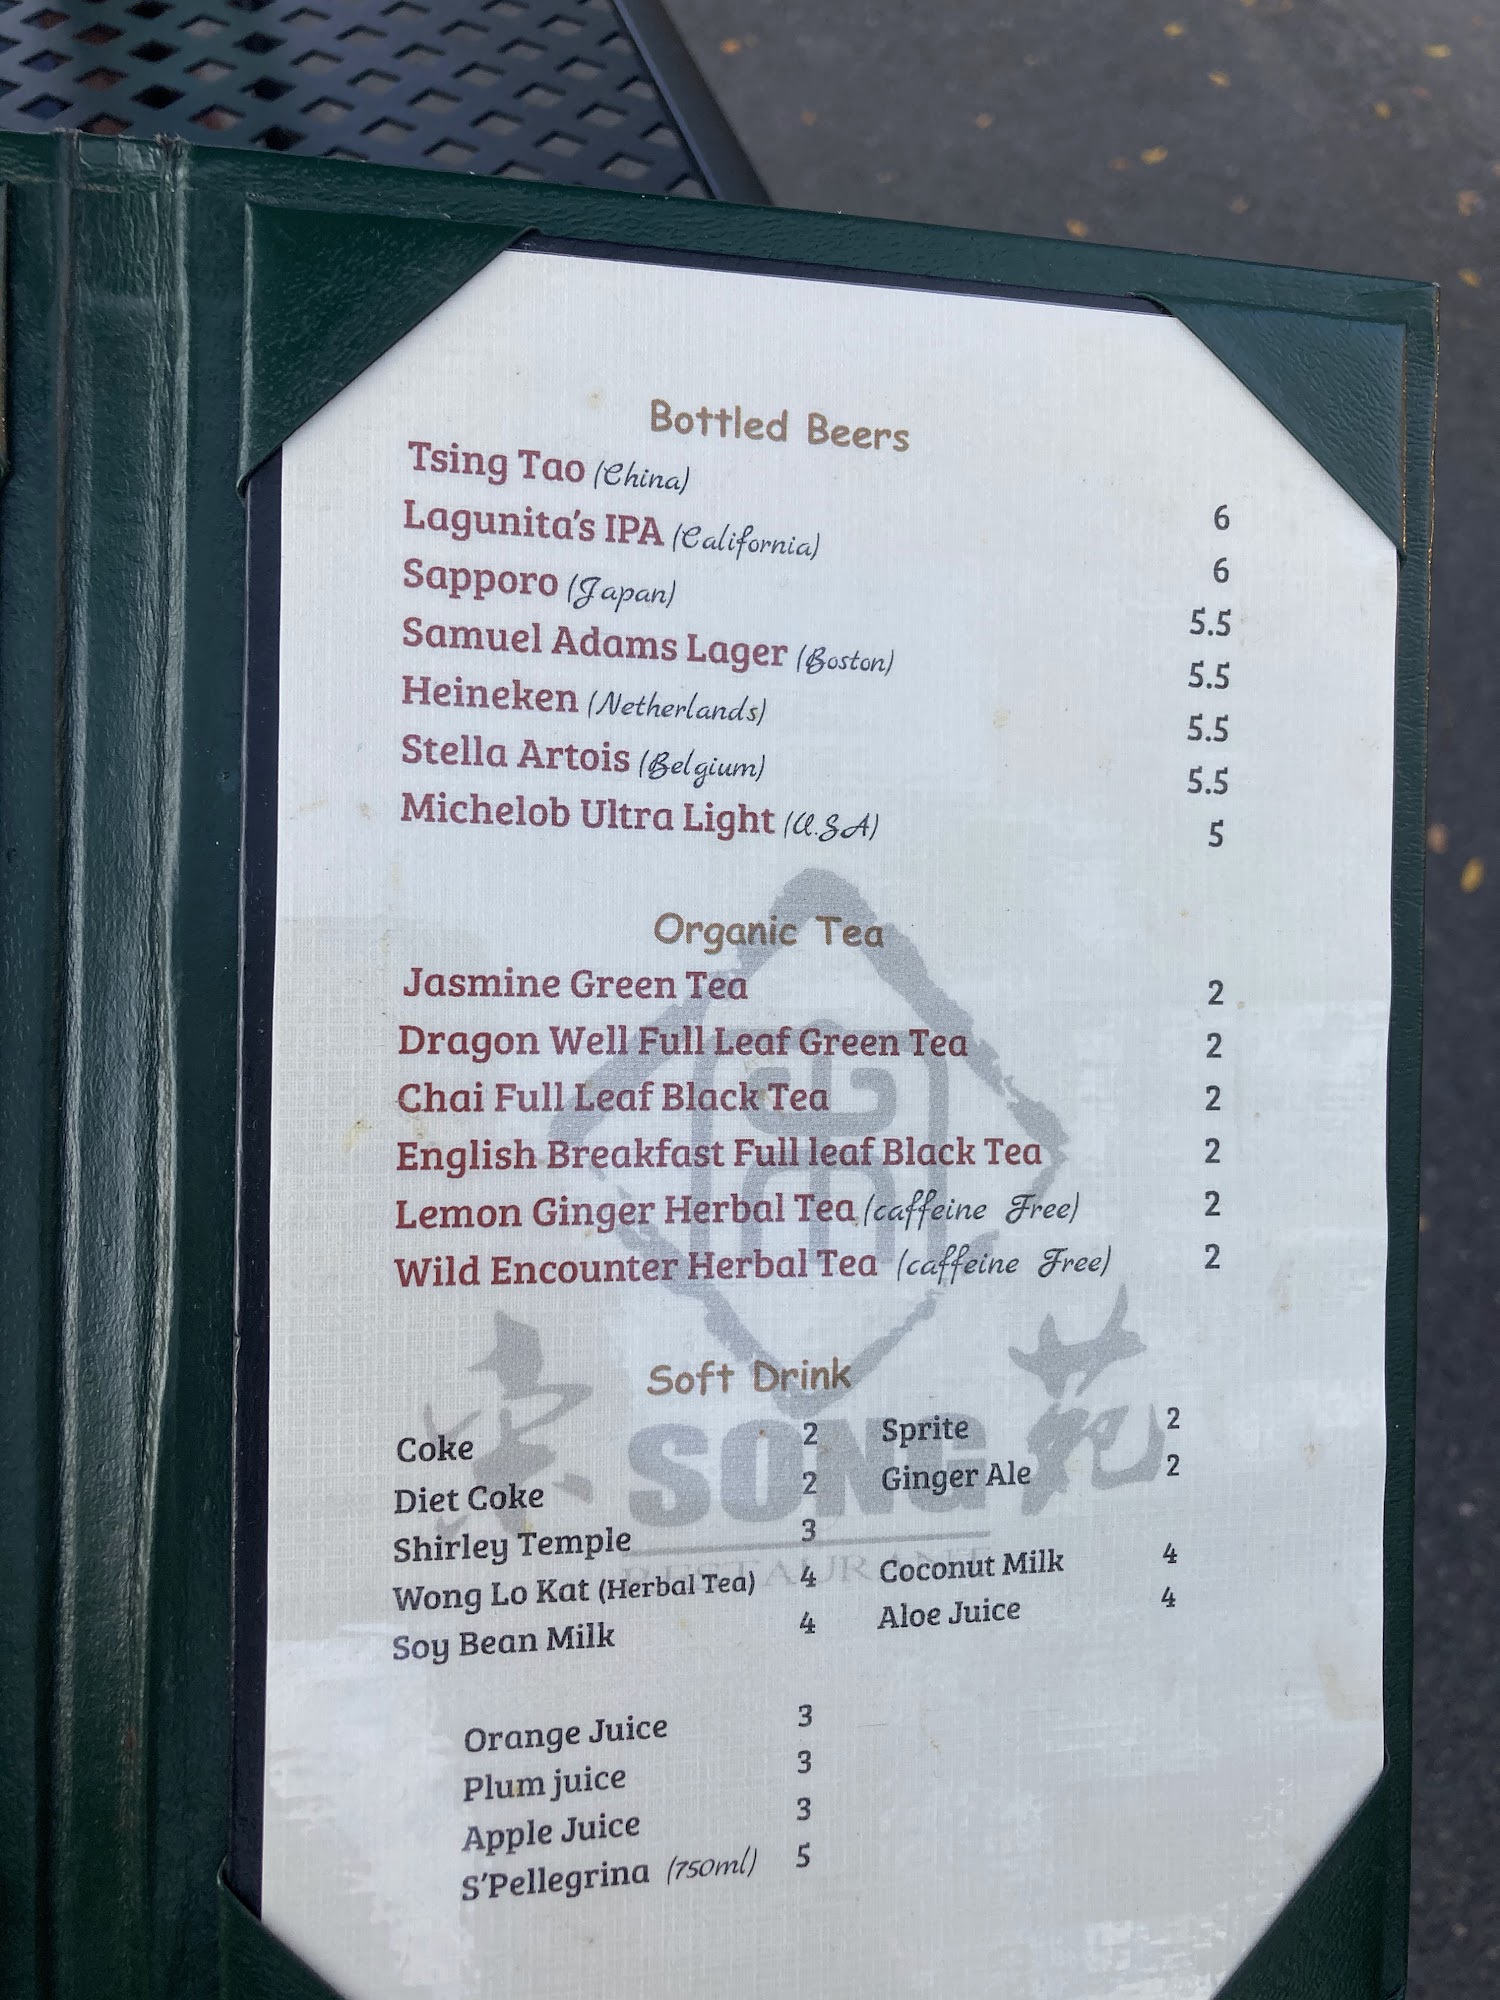 Bottled Beers
Tsing Tao (China) 6
Lagunita's IPA (California) 6
Sapporo (Japan) 5.5
Samuel Adams Lager (Boston) 5.5
Heineken (Netherlands) 5.5
Stella Artois (Belgium) 5.5
Michelob Ultra Light (U.S.A) 5
Organic Tea
Jasmine Green Tea 2
Dragon Well Full Leaf Green Tea 2
Chai Full Leaf Black Tea 2
English Breakfast Full leaf Black Tea 2
Lemon Ginger Herbal Tea (caffeine Free) 2
Wild Encounter Herbal Tea (caffeine Free) 2
Soft Drink
SONG
RESTAURANT
Coke 2 Sprite 2
Diet Coke 2 Ginger Ale 2
Shirley Temple 3
Wong Lo Kat (Herbal Tea) 4 Coconut Milk 4
Soy Bean Milk 4 Aloe Juice 4
Orange Juice 3
Plum juice 3
Apple Juice 3
S'Pellegrina (750ml) 5